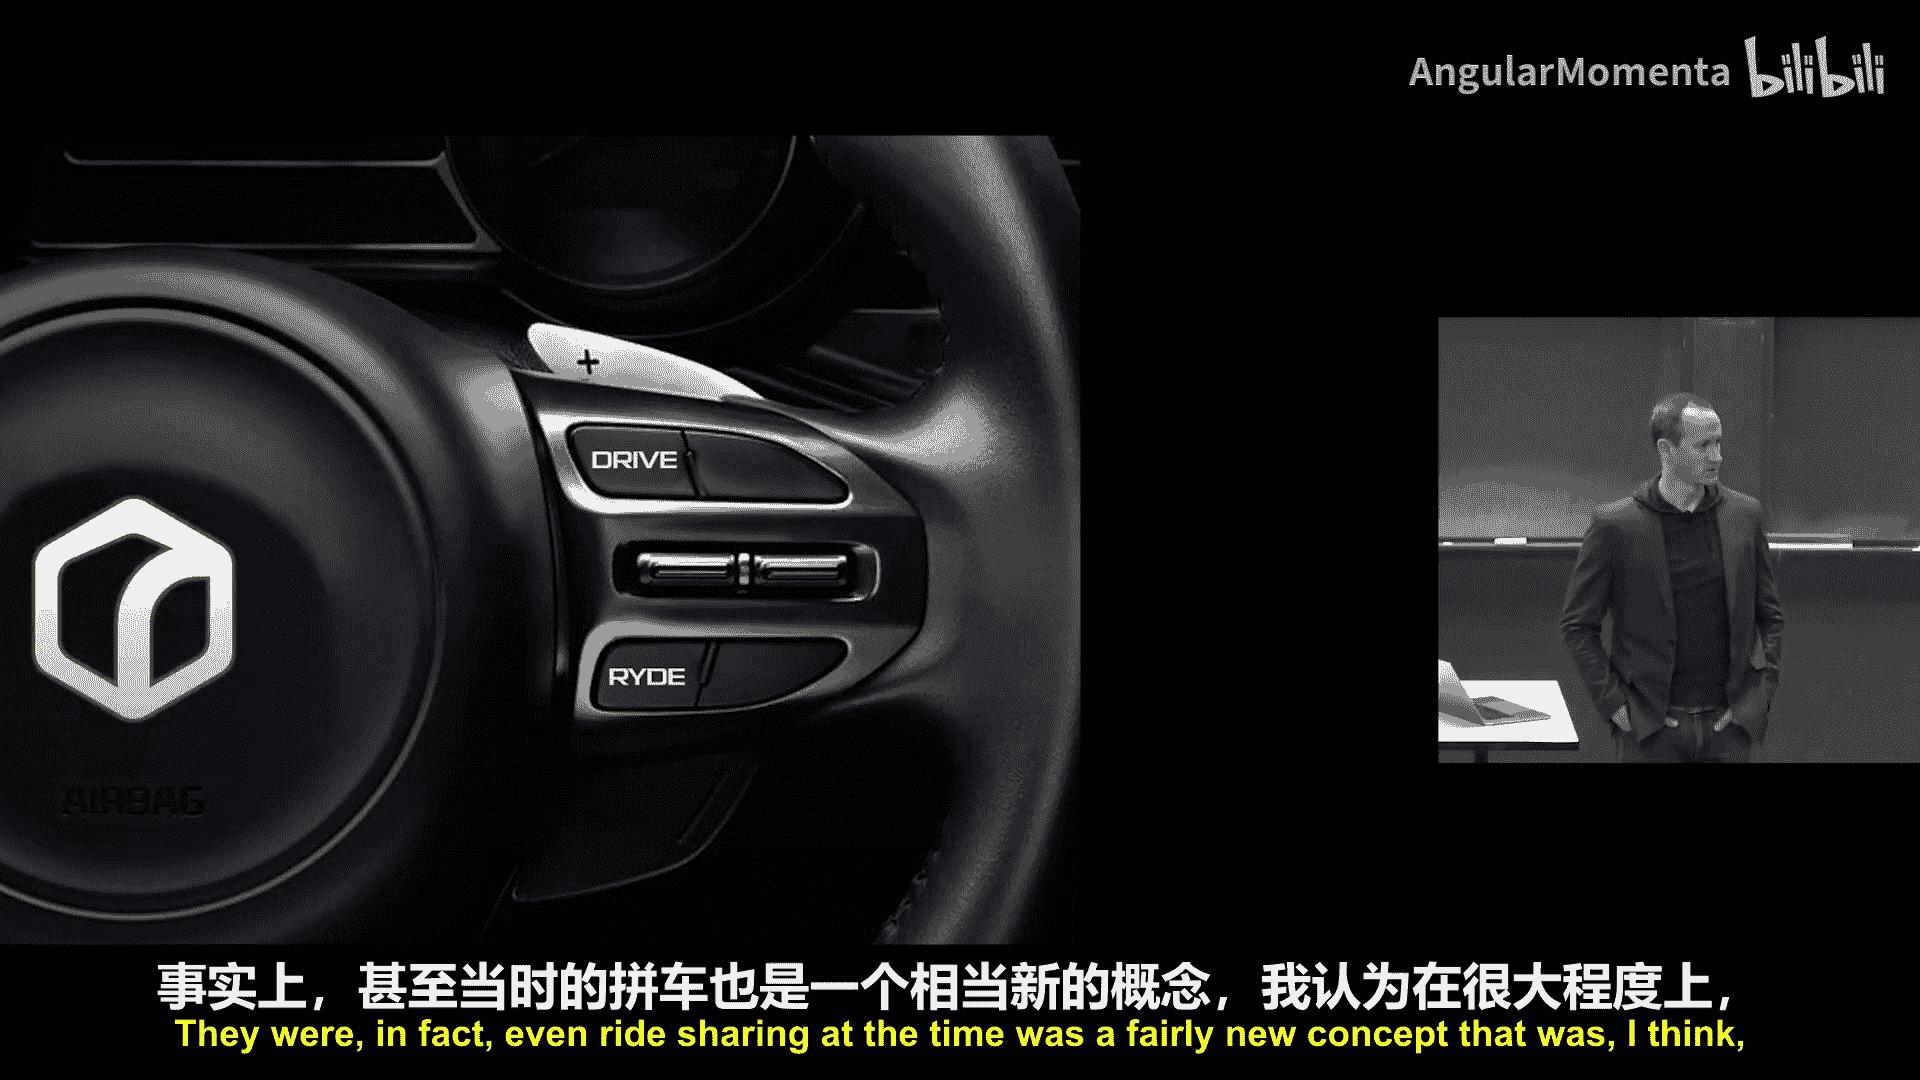 AngularMomenta bilibili
+
DRIVE
RYDE
AIRBAG
事实上，甚至当时的拼车也是一个相当新的概念，我认为在很大程度上，
They were, in fact, even ride sharing at the time was a fairly new concept that was, I think,